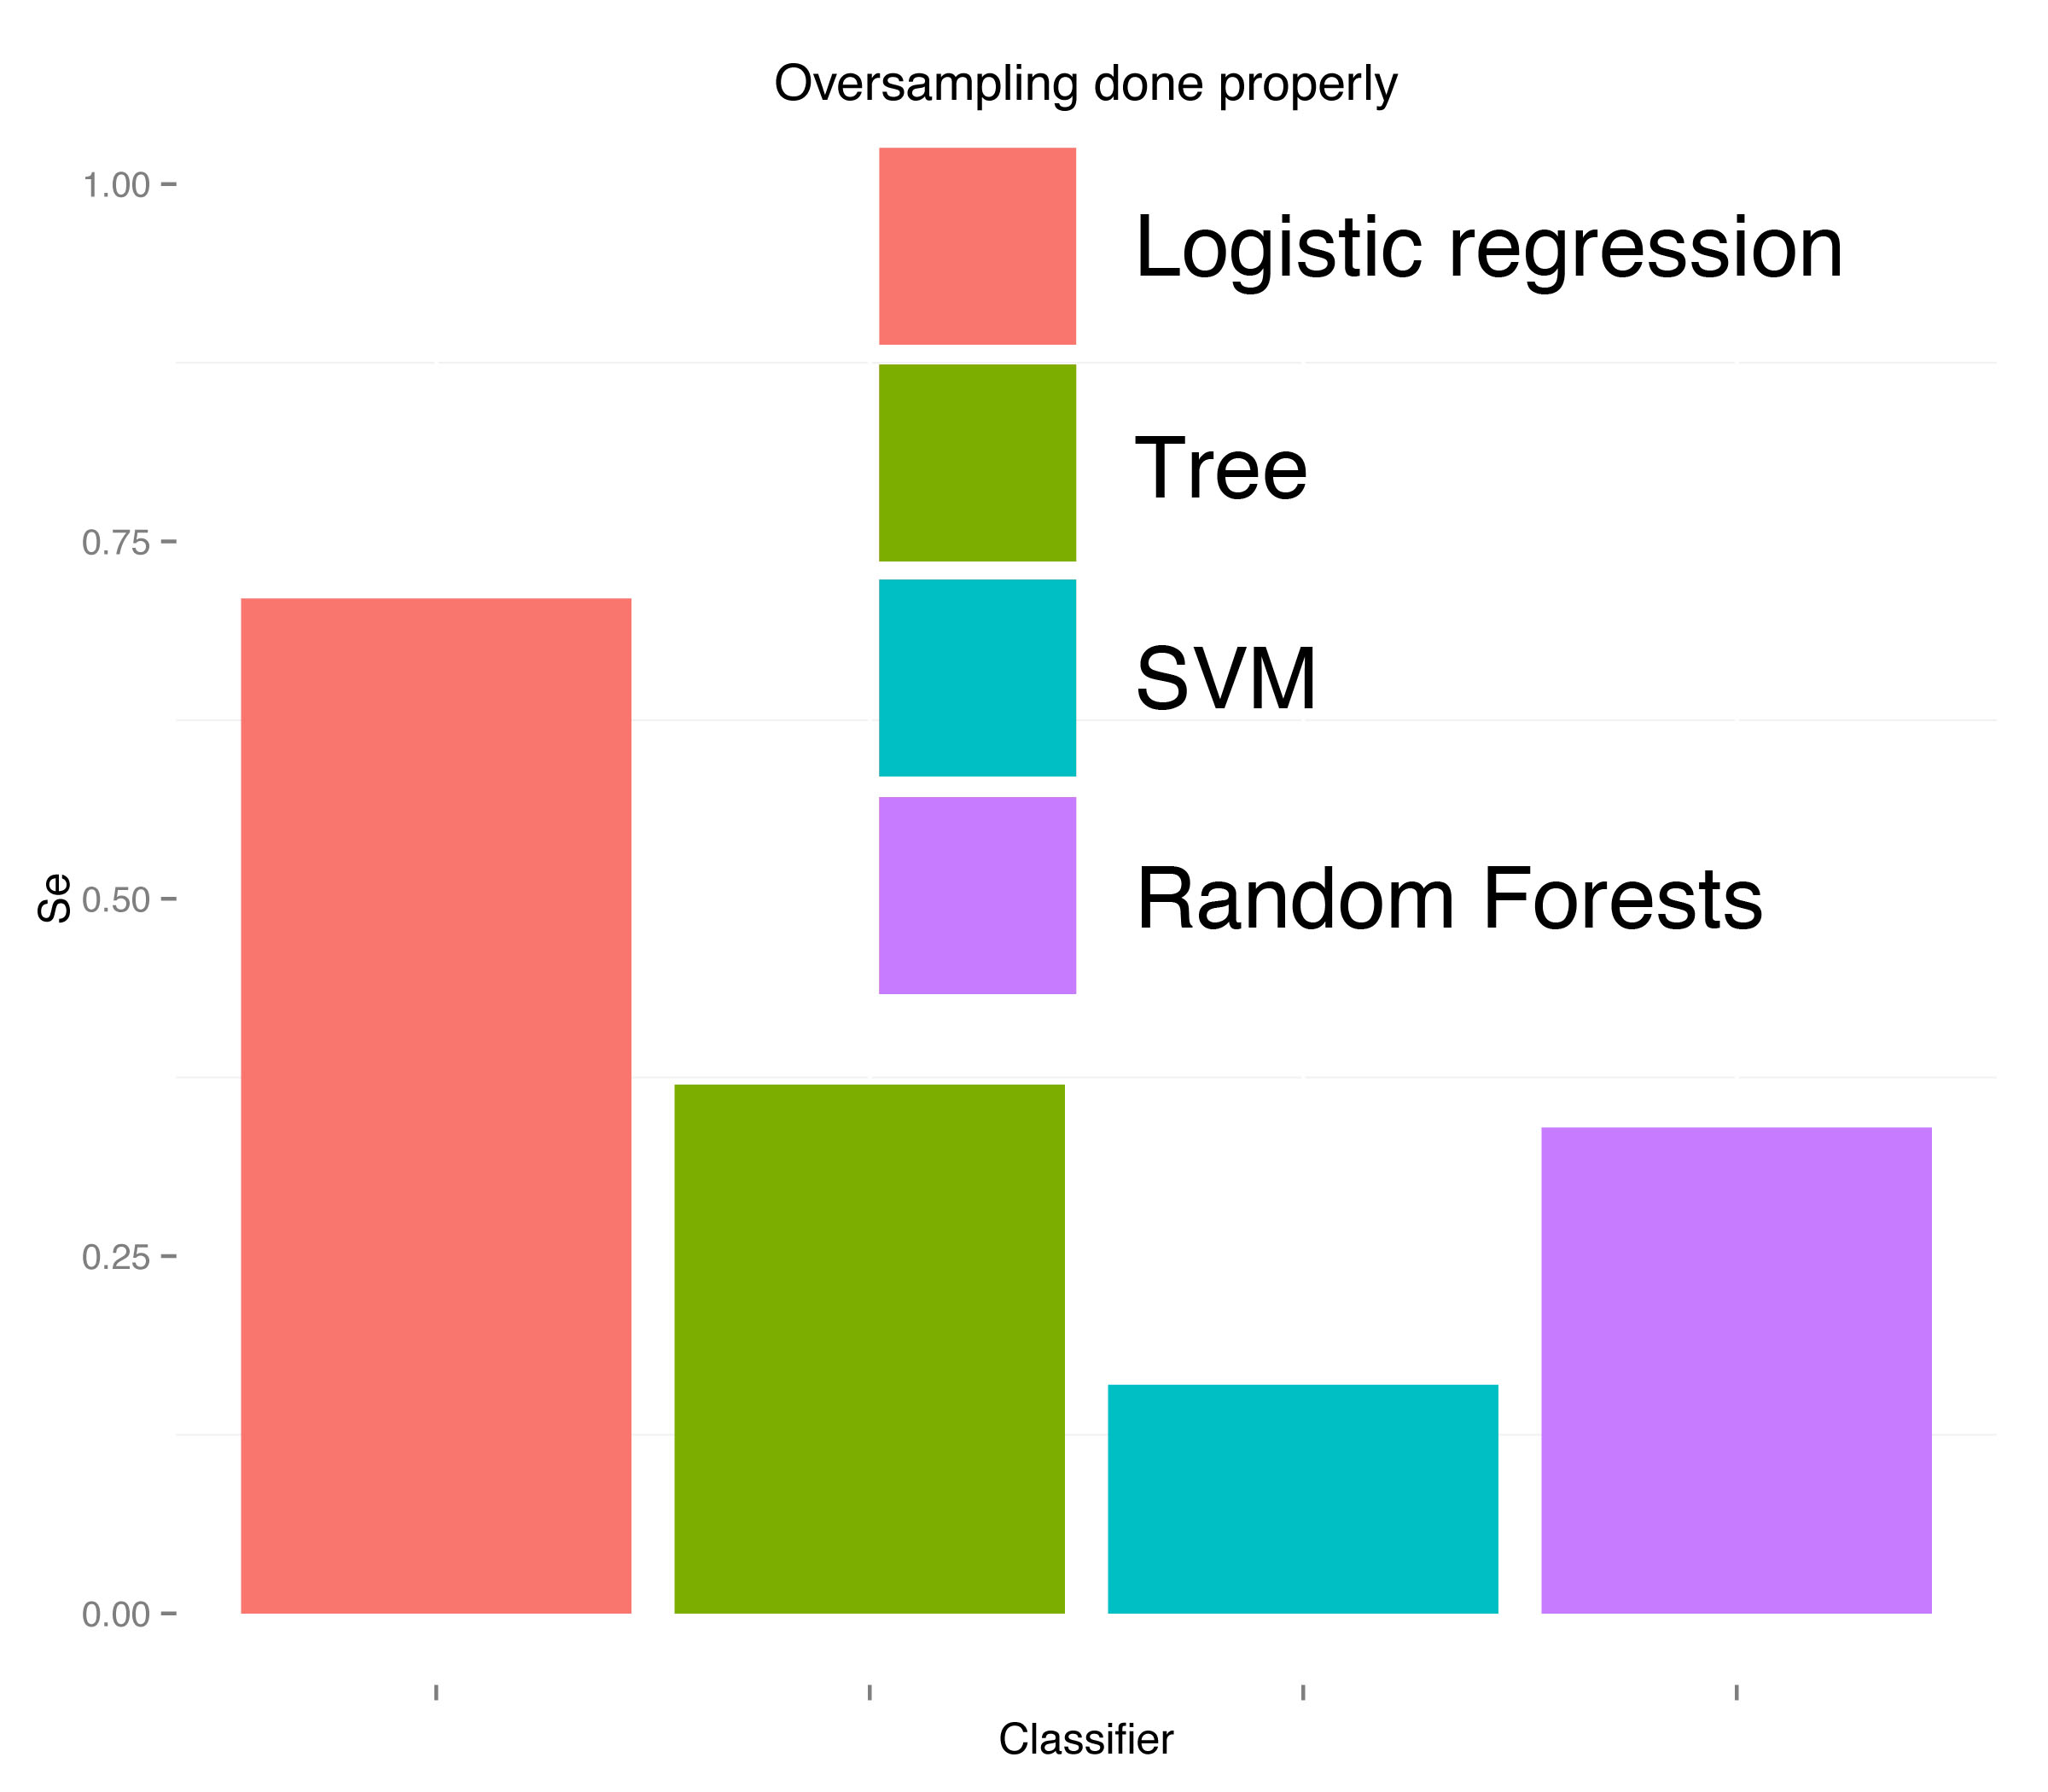 Oversampling done properly
1.00
Logistic regression
Tree
0.75
SVM
Random Forests
Se
0.50
0.25
0.00
Classifier